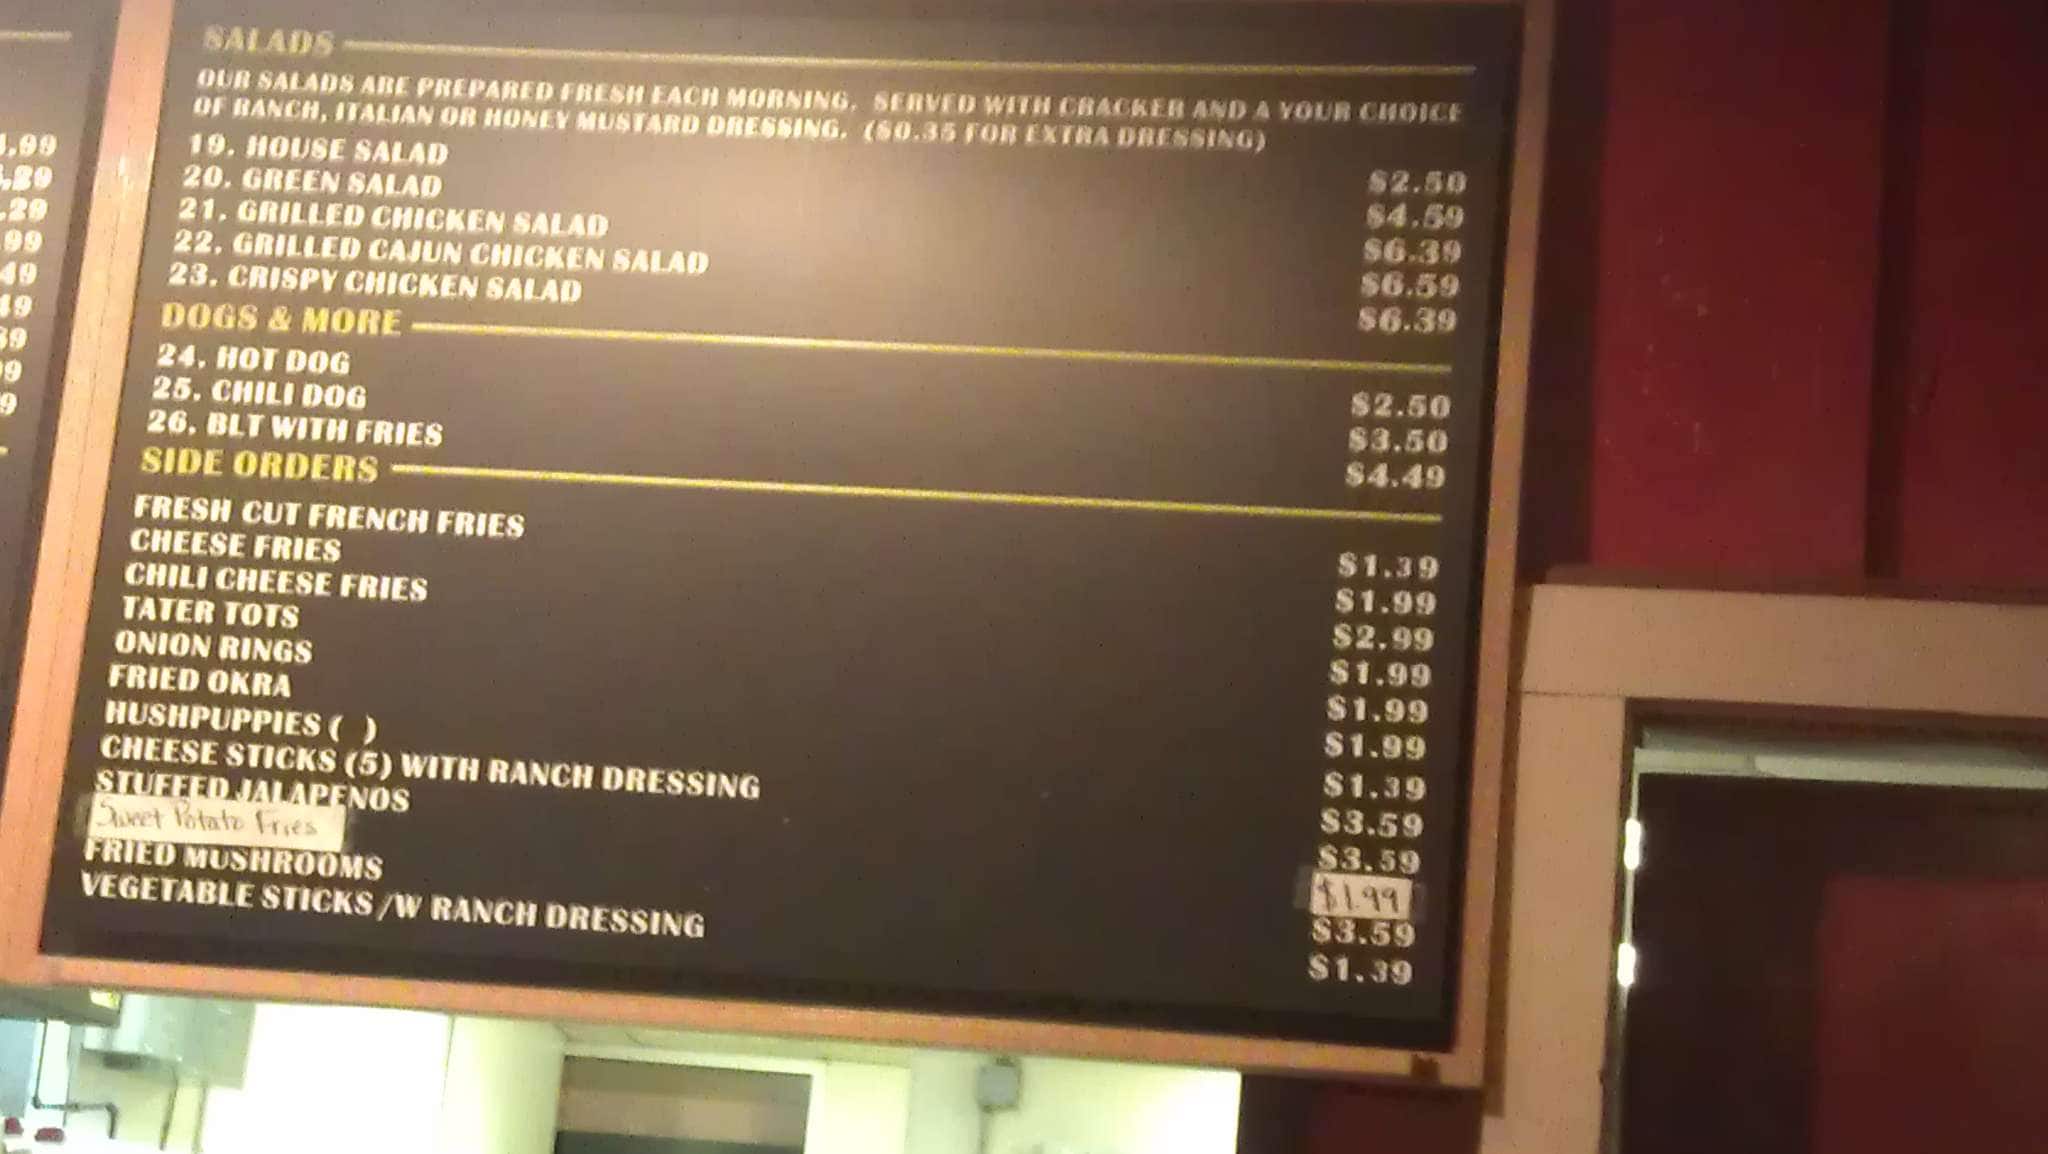 SALADS
OUR SALADS ARE PREPARED FRESH EACH MORNING. SERVED WITH CRACKER AND A YOUR CHOICE
OF RANCH, ITALIAN OR HONEY MUSTARD DRESSING. ($0.35 FOR EXTRA DRESSING)
19. HOUSE SALAD $2.50
20. GREEN SALAD $4.59
21. GRILLED CHICKEN SALAD $6.39
22. GRILLED CAJUN CHICKEN SALAD $6.59
23. CRISPY CHICKEN SALAD $6.39
DOGS & MORE
24. HOT DOG $2.50
25. CHILI DOG $3.50
26. BLT WITH FRIES $4.49
SIDE ORDERS
FRESH CUT FRENCH FRIES $1.39
CHEESE FRIES $1.99
CHILI CHEESE FRIES $2.99
TATER TOTS $1.99
ONION RINGS $1.99
FRIED OKRA $1.99
HUSHPUPPIES ( ) $1.39
CHEESE STICKS (5) WITH RANCH DRESSING $3.59
STUFFED JALAPENOS $3.59
Sweet Potato Fries $1.99
FRIED MUSHROOMS $3.59
VEGETABLE STICKS /W RANCH DRESSING $1.39